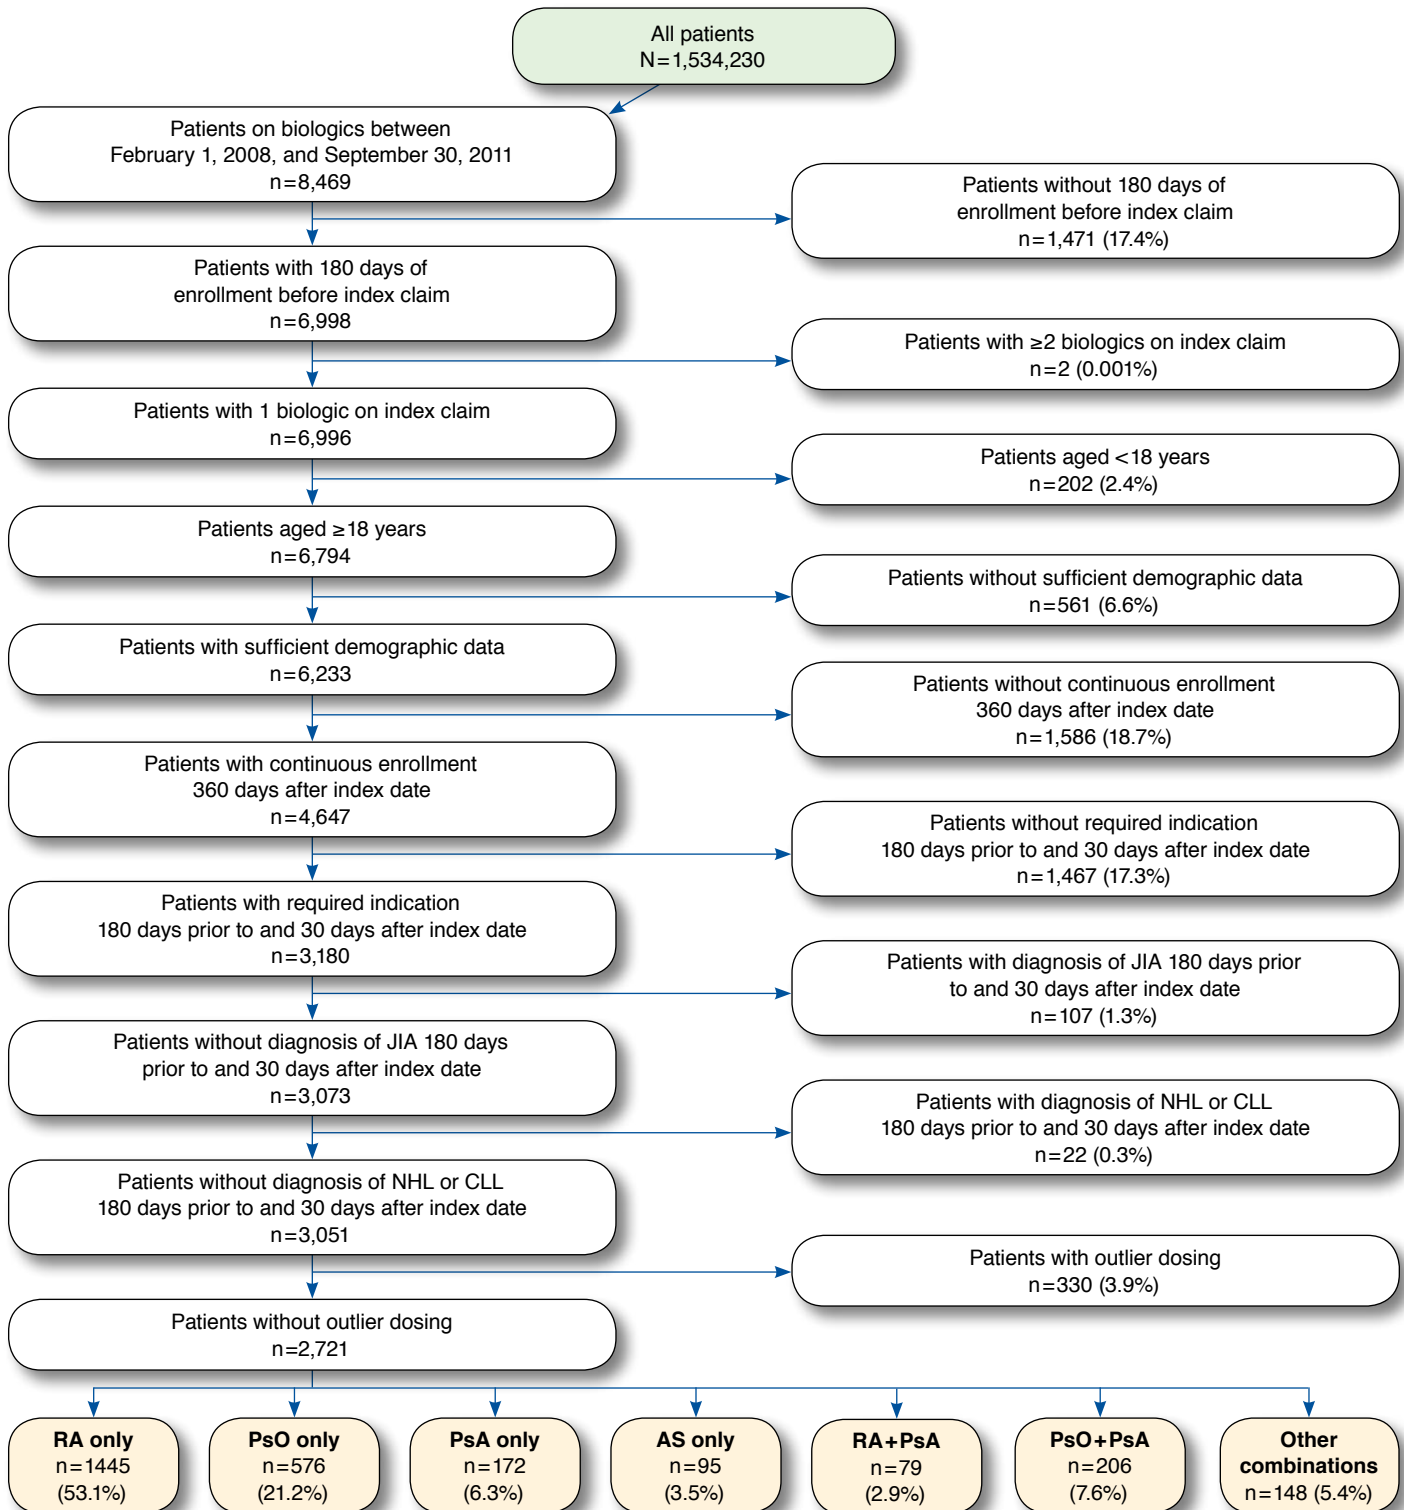 All patients
N=1,534,230
Patients on biologics between
February 1, 2008, and September 30, 2011
n=8,469
Patients without 180 days of
enrollment before index claim
n=1,471 (17.4%)
Patients with 180 days of
enrollment before index claim
n=6,998
Patients with ≥2 biologics on index claim
n=2 (0.001%)
Patients with 1 biologic on index claim
n=6,996
Patients aged <18 years
n=202 (2.4%)
Patients aged ≥18 years
n=6,794
Patients without sufficient demographic data
n=561 (6.6%)
Patients with sufficient demographic data
n=6,233
Patients without continuous enrollment
360 days after index date
n=1,586 (18.7%)
Patients with continuous enrollment
360 days after index date
n=4,647
Patients without required indication
180 days prior to and 30 days after index date
n=1,467 (17.3%)
Patients with required indication
180 days prior to and 30 days after index date
n=3,180
Patients with diagnosis of JIA 180 days prior
to and 30 days after index date
n=107 (1.3%)
Patients without diagnosis of JIA 180 days
prior to and 30 days after index date
n=3,073
Patients with diagnosis of NHL or CLL
180 days prior to and 30 days after index date
n=22 (0.3%)
Patients without diagnosis of NHL or CLL
180 days prior to and 30 days after index date
n=3,051
Patients with outlier dosing
n=330 (3.9%)
Patients without outlier dosing
n=2,721
RA only
n=1445
(53.1%)
PsO only
n=576
(21.2%)
PsA only
n=172
(6.3%)
AS only
n=95
(3.5%)
RA+PsA
n=79
(2.9%)
PsO+PsA
n=206
(7.6%)
Other
combinations
n=148 (5.4%)